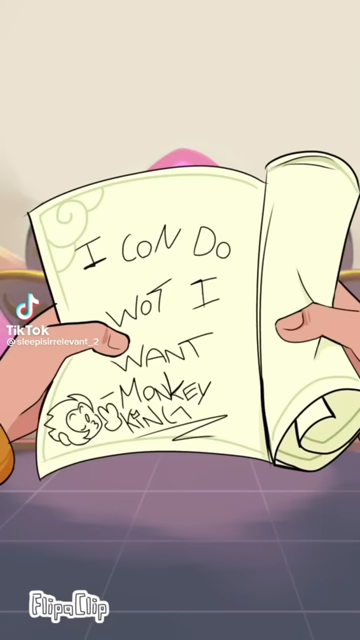 I CON DO
WOT I
WANT
-MONKEY
KING
TikTok
@sleepisirrelevant_2
FlipaClip